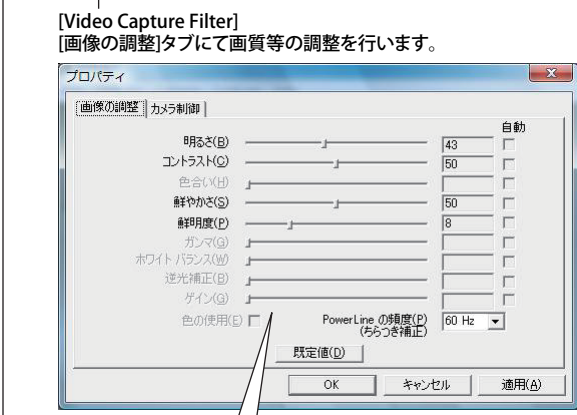 [Video Capture Filter]
[画像の調整]タブにて画質等の調整を行います。
プロパティ
画像の調整 カメラ制御
自動
明るさ(B) 43
コントラスト(C) 50
色合い(H)
鮮やかさ(S) 50
鮮明度(P) 8
ガンマ(G)
ホワイト バランス(W)
逆光補正(B)
ゲイン(G)
色の使用(E) PowerLine の頻度(P) 60 Hz
(ちらつき補正)
既定値(D)
OK キャンセル 適用(A)